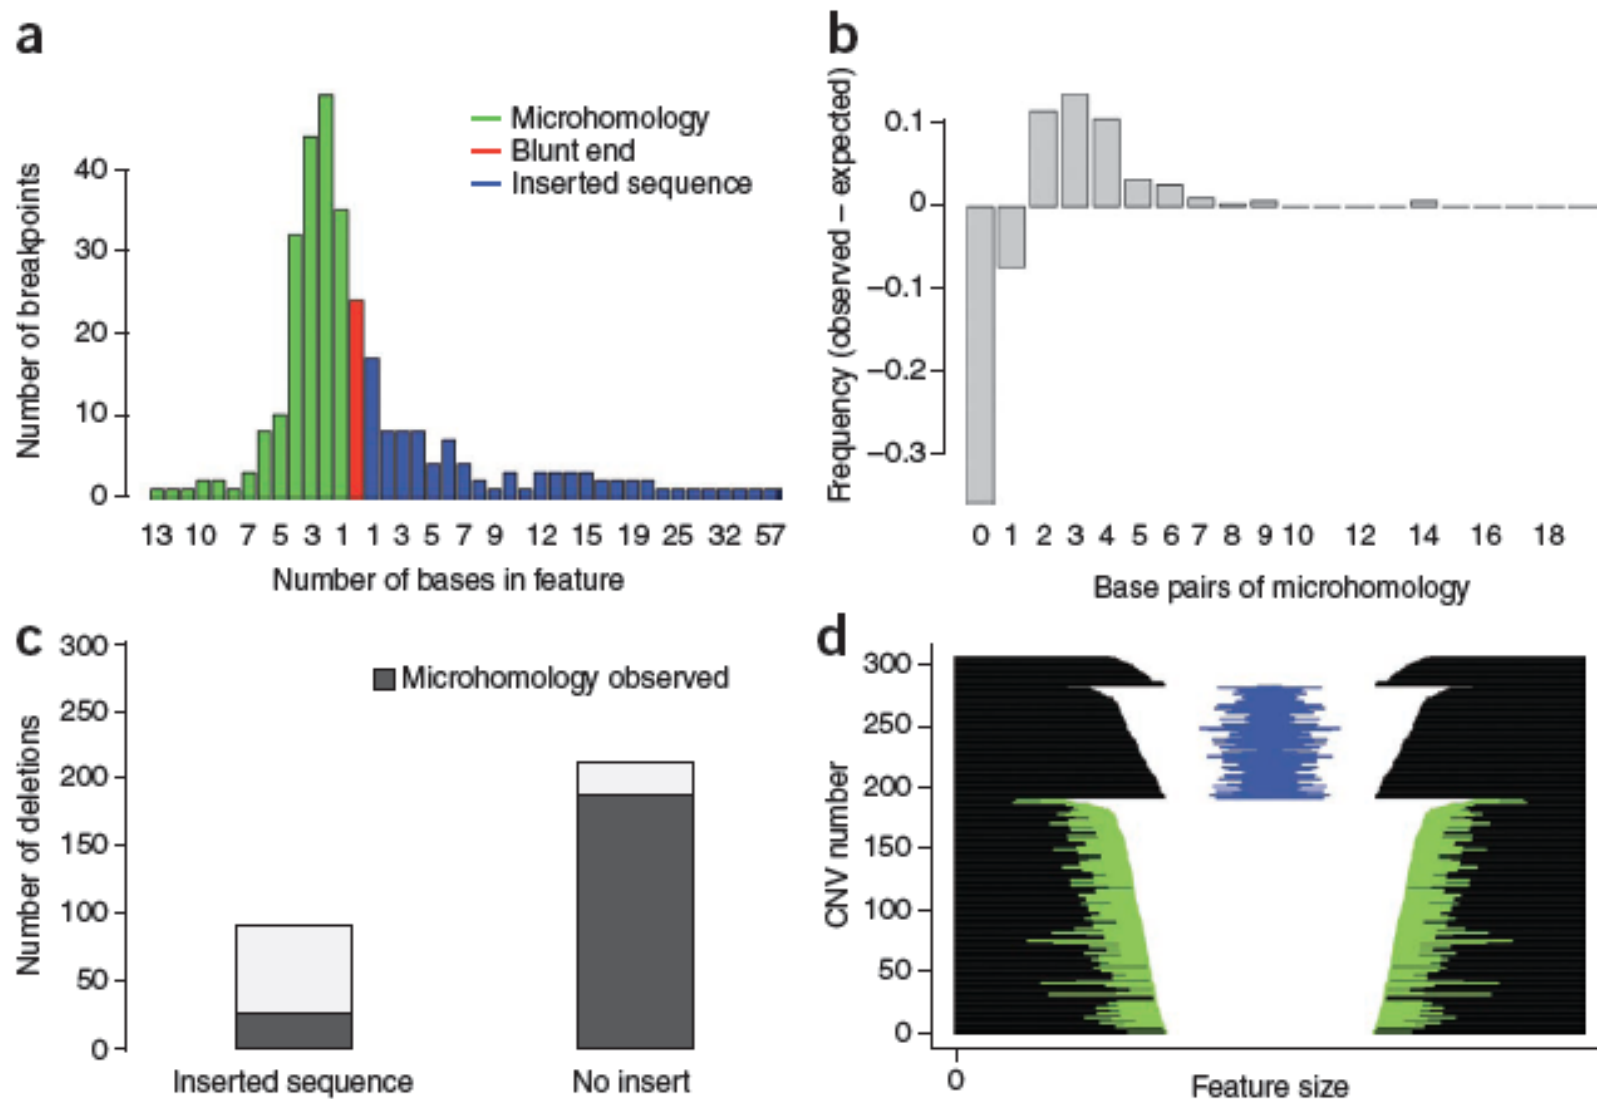 a
Number of breakpoints
40
30
20
10
0
Microhomology
Blunt end
Inserted sequence
13 10 7 5 3 1 1 3 5 7 9 12 15 19 25 32 57
Number of bases in feature
b
Frequency (observed – expected)
0.1
0
–0.1
–0.2
–0.3
0 1 2 3 4 5 6 7 8 9 10 12 14 16 18
Base pairs of microhomology
c
Number of deletions
300
250
200
150
100
50
0
Microhomology observed
Inserted sequence No insert
d
CNV number
300
250
200
150
100
50
0
0
Feature size